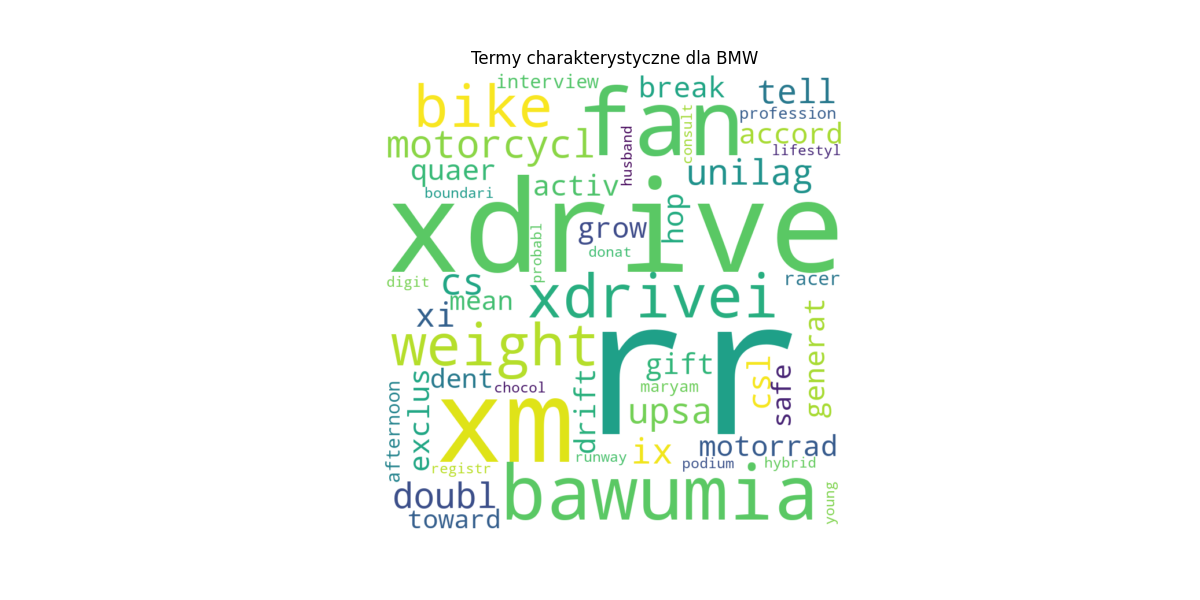 Termy charakterystyczne dla BMW
interview
bike
fan
break
tell
profession
motorcycl
husband
consult
accord
lifestyl
quaer
activ
unilag
boundari
xdrive
hop
grow
probabl
donat
digit
cs
mean
xdrivei
racer
xi
weight
rr
generat
gift
csl
safe
dent
chocol
maryam
exclus
afternoon
xm
drift
upsa
ix
motorrad
runway
podium
hybrid
registr
doubl
bawumia
young
toward